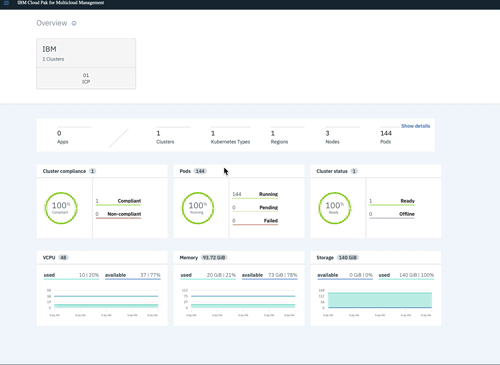 IBM Cloud Pak for Multicloud Management
Overview
IBM
1 Clusters
01
ICP
Show details
0 1 1 1 3 144
Apps Clusters Kubernetes Types Regions Nodes Pods
Cluster compliance 1
100%
Compliant
1 Compliant
0 Non-compliant
Pods 144
100%
Running
144 Running
0 Pending
0 Failed
Cluster status 1
100%
Ready
1 Ready
0 Offline
VCPU 48
used 10 | 20% available 37 | 77%
Memory 93.72 GiB
used 20 GiB | 21% available 73 GiB | 78%
Storage 140 GiB
available 0 GiB | 0% used 140 GiB | 100%